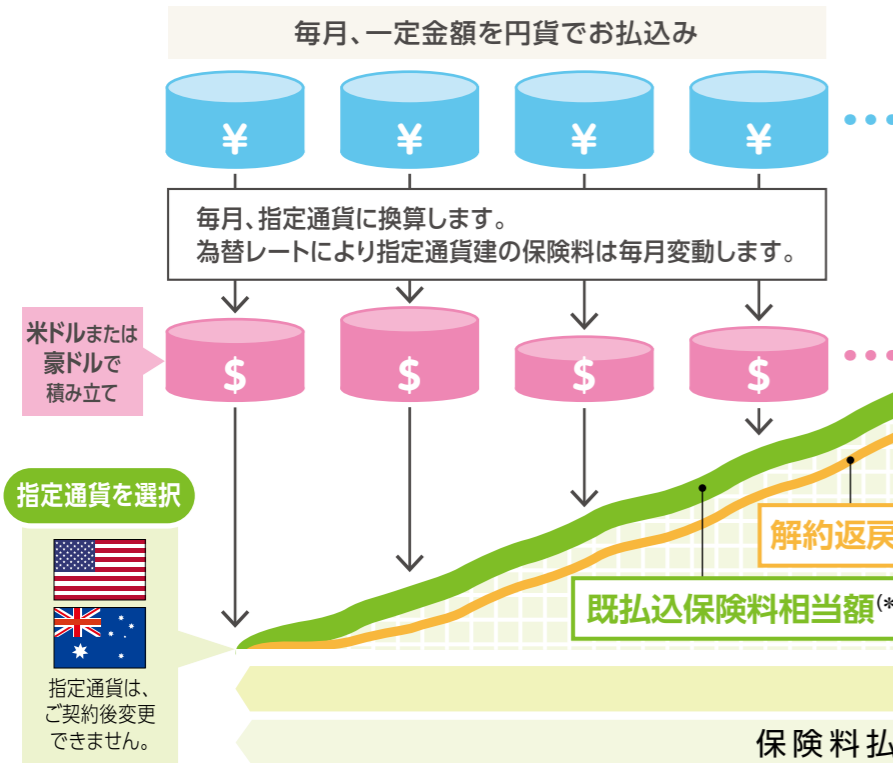 毎月、一定金額を円貨でお払込み
¥ ¥ ¥ ¥
毎月、指定通貨に換算します。
為替レートにより指定通貨建の保険料は毎月変動します。
米ドルまたは
豪ドルで
積み立て
$ $ $ $
指定通貨を選択
解約返戻
既払込保険料相当額(*
指定通貨は、
ご契約後変更
できません。
保険料払